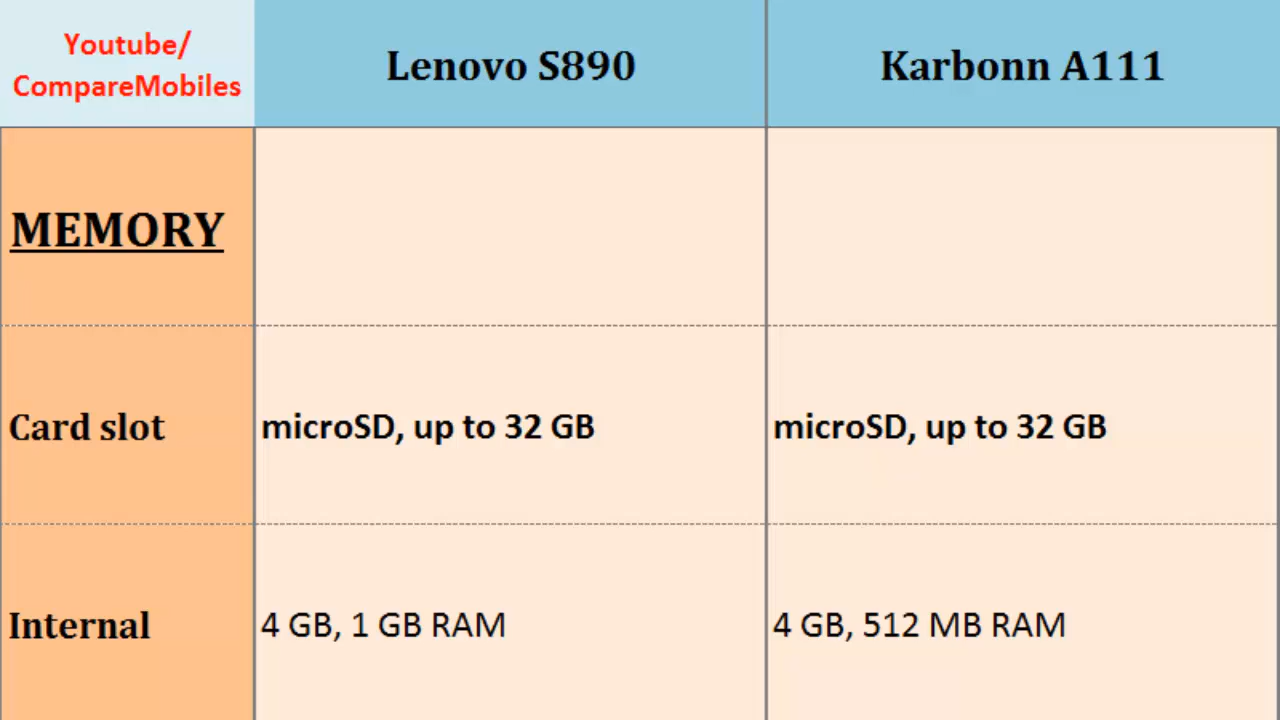 Youtube/
CompareMobiles
Lenovo S890
Karbonn A111
MEMORY
Card slot
microSD, up to 32 GB
microSD, up to 32 GB
Internal
4 GB, 1 GB RAM
4 GB, 512 MB RAM